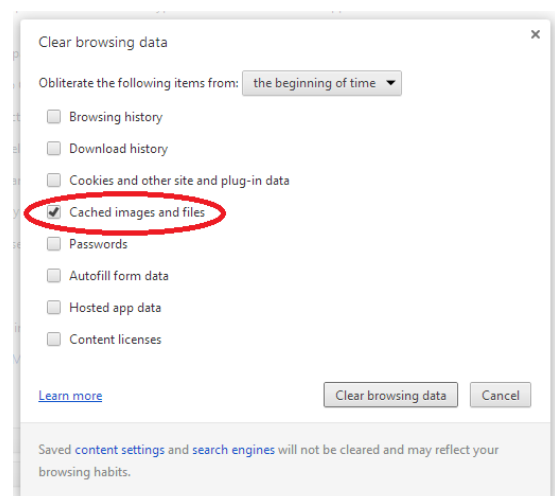 Clear browsing data
Obliterate the following items from: the beginning of time
Browsing history
Download history
Cookies and other site and plug-in data
Cached images and files
Passwords
Autofill form data
Hosted app data
Content licenses
Learn more Clear browsing data Cancel
Saved content settings and search engines will not be cleared and may reflect your
browsing habits.